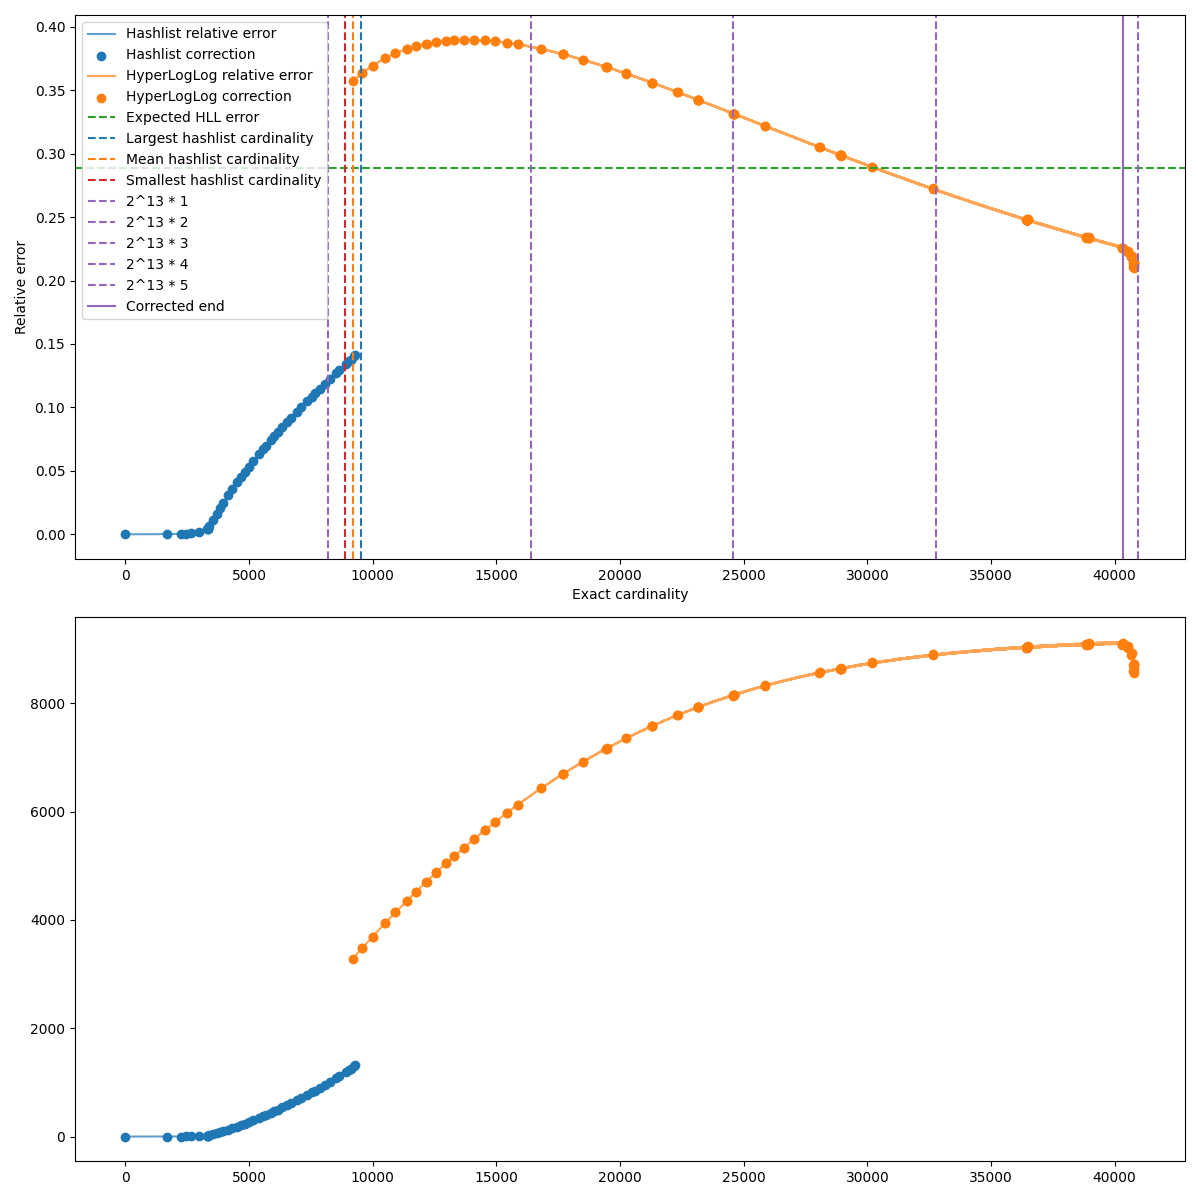 0.40
0.35
0.30
0.25
0.20
0.15
0.10
0.05
0.00
Relative error
Hashlist relative error
Hashlist correction
HyperLogLog relative error
HyperLogLog correction
Expected HLL error
Largest hashlist cardinality
Mean hashlist cardinality
Smallest hashlist cardinality
2^13 * 1
2^13 * 2
2^13 * 3
2^13 * 4
2^13 * 5
Corrected end
0 5000 10000 15000 20000 25000 30000 35000 40000
Exact cardinality
8000
6000
4000
2000
0
0 5000 10000 15000 20000 25000 30000 35000 40000